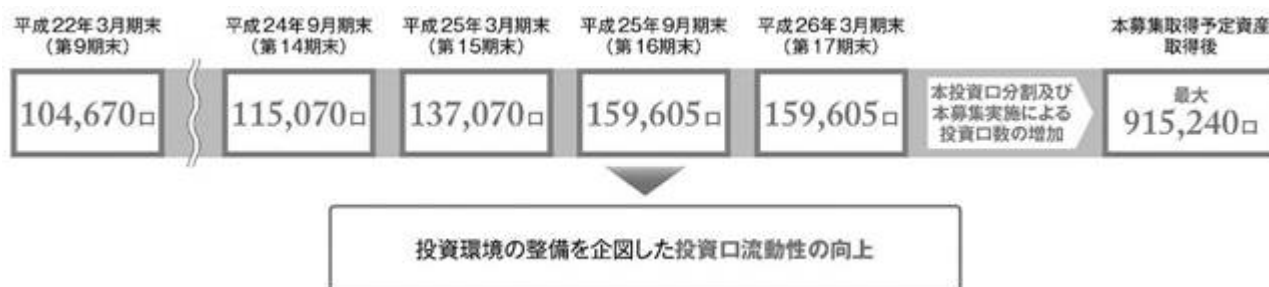 平成22年3月期末
(第9期末)
平成24年9月期末
(第14期末)
平成25年3月期末
(第15期末)
平成25年9月期末
(第16期末)
平成26年3月期末
(第17期末)
本募集取得予定資産
取得後
104,670口
115,070口
137,070口
159,605口
159,605口
本投資口分割及び
本募集実施による
投資口数の増加
最大
915,240口
投資環境の整備を企図した投資口流動性の向上